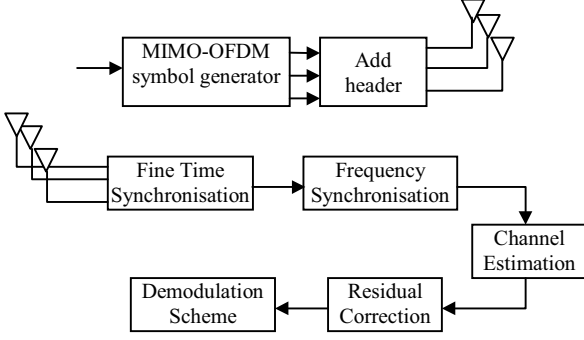 MIMO-OFDM
symbol generator
Add
header
Fine Time
Synchronisation
Frequency
Synchronisation
Channel
Estimation
Demodulation
Scheme
Residual
Correction